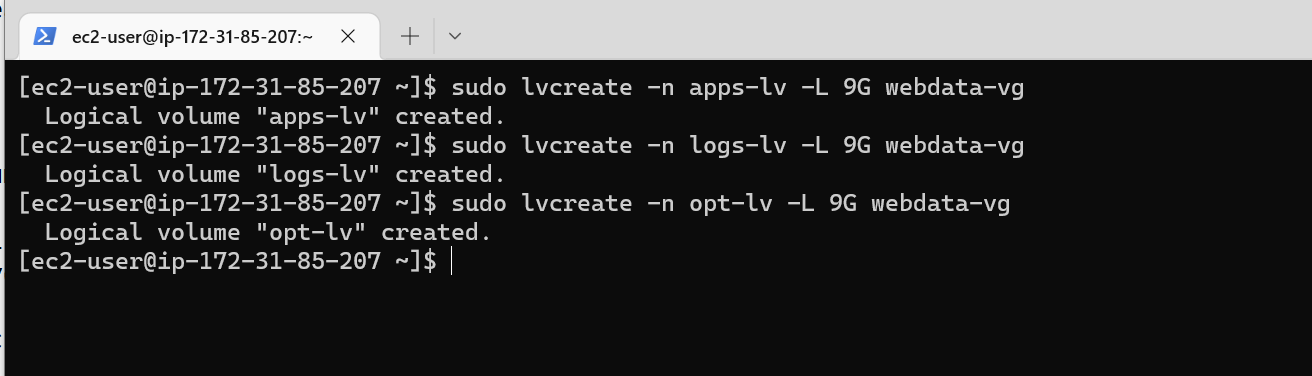 ec2-user@ip-172-31-85-207:~
[ec2-user@ip-172-31-85-207 ~]$ sudo lvcreate -n apps-lv -L 9G webdata-vg
  Logical volume "apps-lv" created.
[ec2-user@ip-172-31-85-207 ~]$ sudo lvcreate -n logs-lv -L 9G webdata-vg
  Logical volume "logs-lv" created.
[ec2-user@ip-172-31-85-207 ~]$ sudo lvcreate -n opt-lv -L 9G webdata-vg
  Logical volume "opt-lv" created.
[ec2-user@ip-172-31-85-207 ~]$